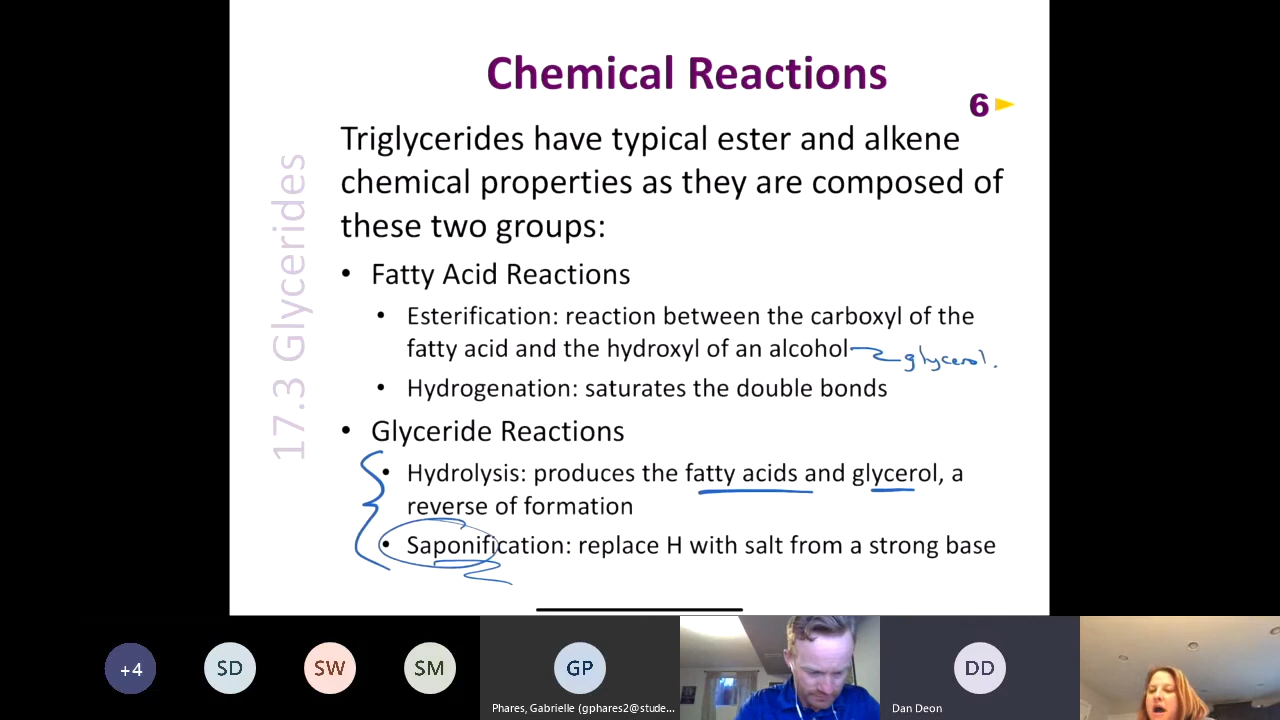 Chemical Reactions
6
17.3 Glycerides
Triglycerides have typical ester and alkene
chemical properties as they are composed of
these two groups:
• Fatty Acid Reactions
• Esterification: reaction between the carboxyl of the
fatty acid and the hydroxyl of an alcohol
glycerol.
• Hydrogenation: saturates the double bonds
• Glyceride Reactions
• Hydrolysis: produces the fatty acids and glycerol, a
reverse of formation
• Saponification: replace H with salt from a strong base
+4
SD
SW
SM
GP
DD
Phares, Gabrielle (gphares2@stude...
Dan Deon